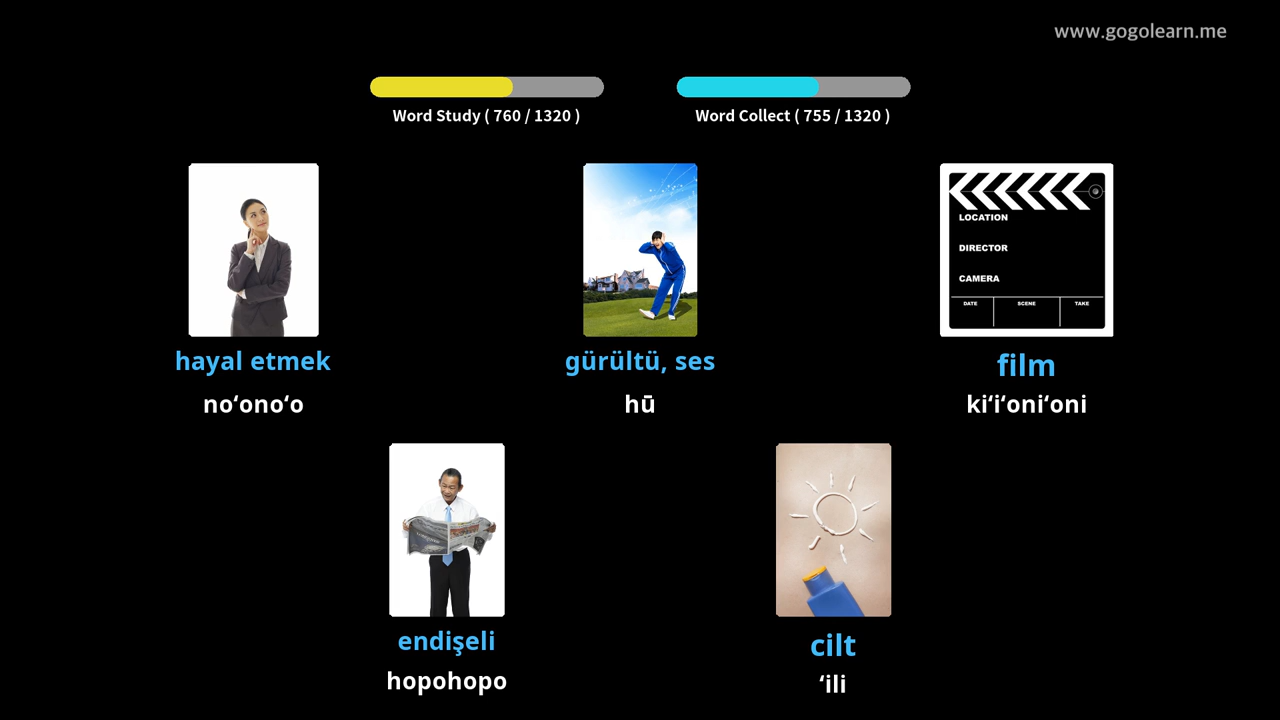 www.gogolearn.me
Word Study ( 760 / 1320 )
Word Collect ( 755 / 1320 )
LOCATION
DIRECTOR
CAMERA
DATE
SCENE
TAKE
hayal etmek
gürültü, ses
film
noʻonoʻo
hū
kiʻiʻoniʻoni
endişeli
cilt
hopohopo
ʻili